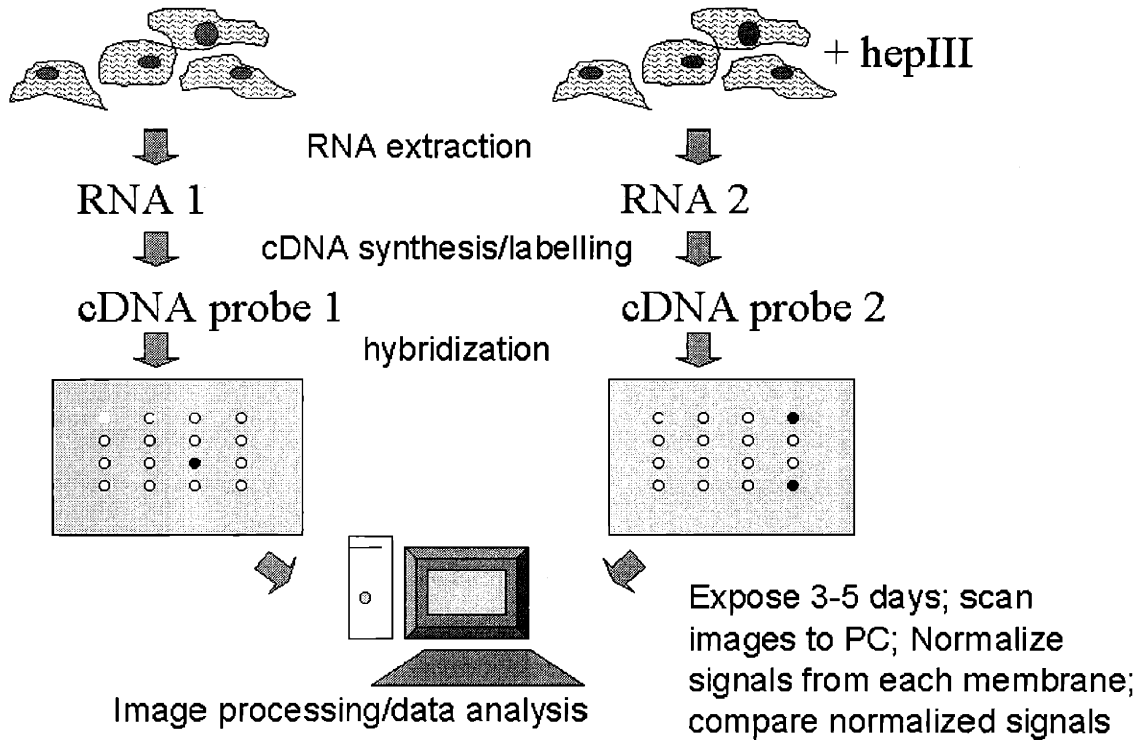 + hepIII
RNA extraction
RNA 1
RNA 2
cDNA synthesis/labelling
cDNA probe 1
cDNA probe 2
hybridization
Expose 3-5 days; scan
images to PC; Normalize
signals from each membrane;
compare normalized signals
Image processing/data analysis